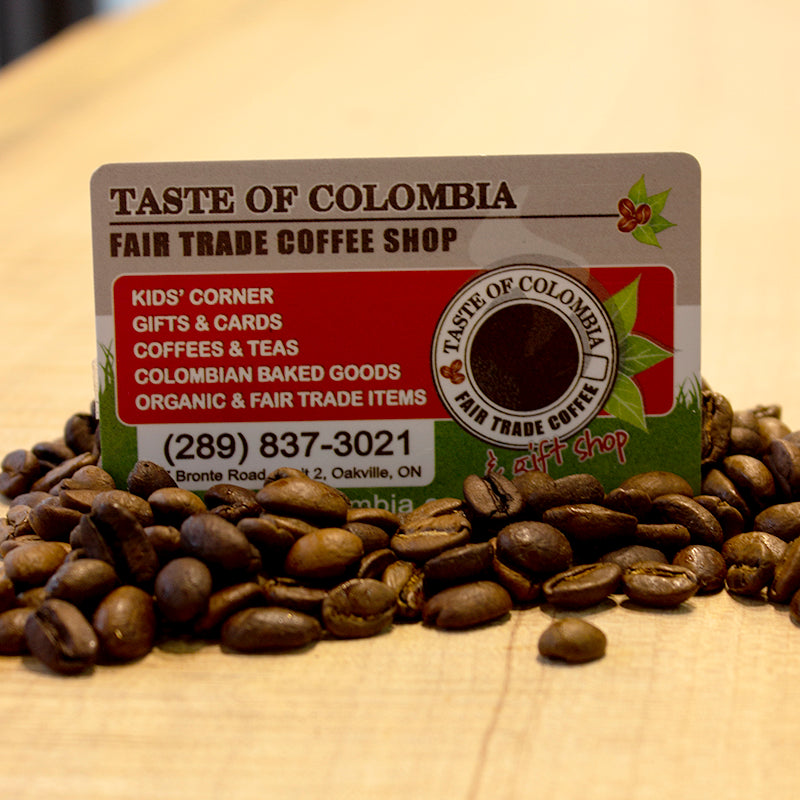 TASTE OF COLOMBIA
FAIR TRADE COFFEE SHOP
KIDS' CORNER
GIFTS & CARDS
COFFEES & TEAS
COLOMBIAN BAKED GOODS
ORGANIC & FAIR TRADE ITEMS
TASTE OF COLOMBIA
FAIR TRADE COFFEE
& gift shop
(289) 837-3021
Bronte Road, 2, Oakville, ON